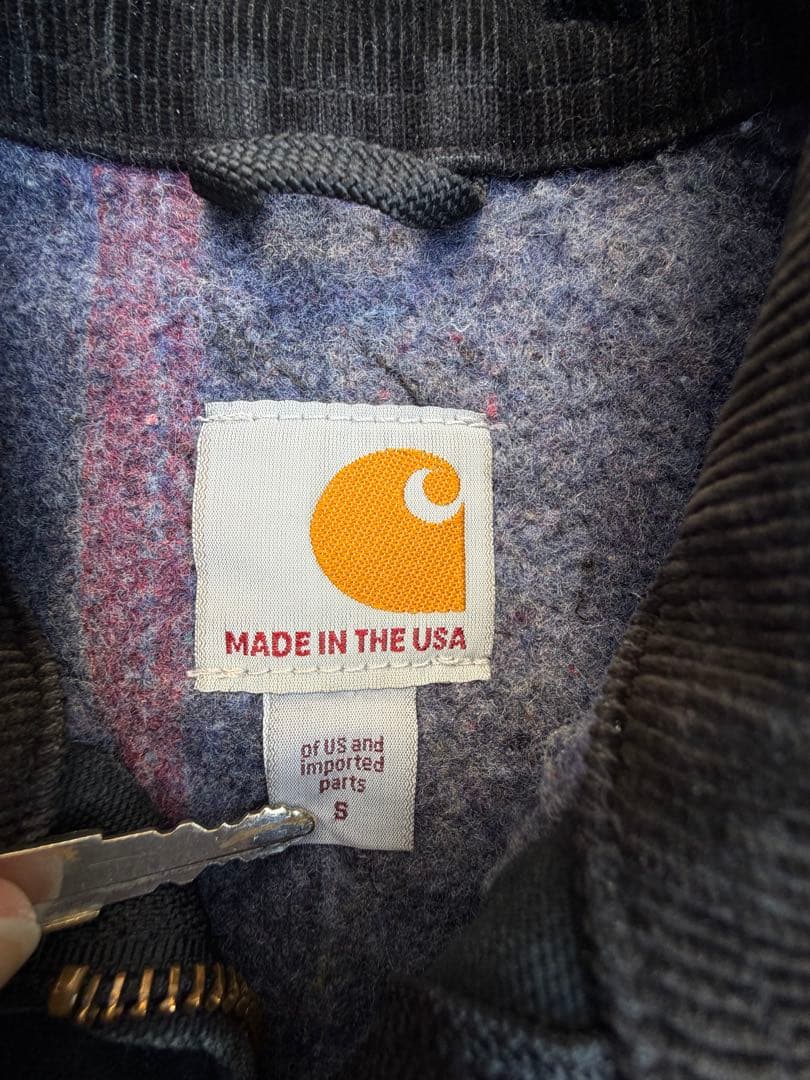 MADE IN THE USA
of US and
imported
parts
S